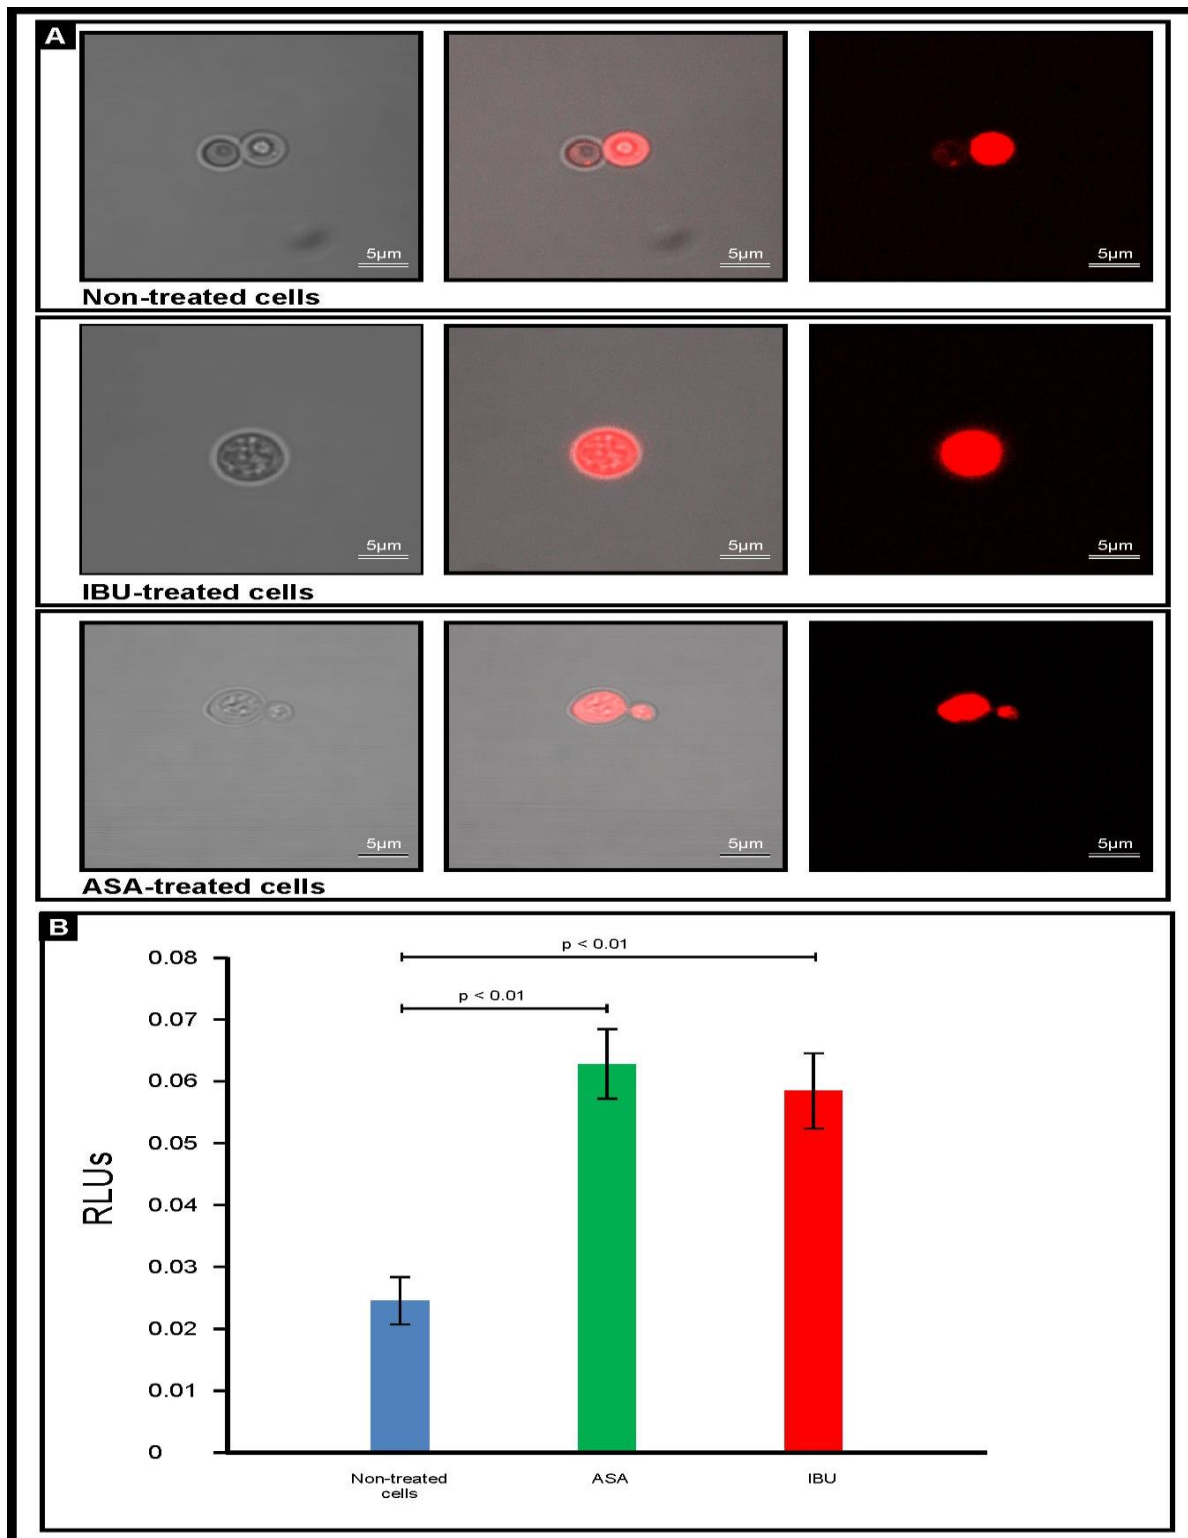 A
5µm
5µm
5µm
Non-treated cells
5µm
5µm
5µm
IBU-treated cells
5µm
5µm
5µm
ASA-treated cells
B
p < 0.01
p < 0.01
0.08
0.07
0.06
0.05
0.04
0.03
0.02
0.01
0
RLUs
Non-treated
cells
ASA
IBU